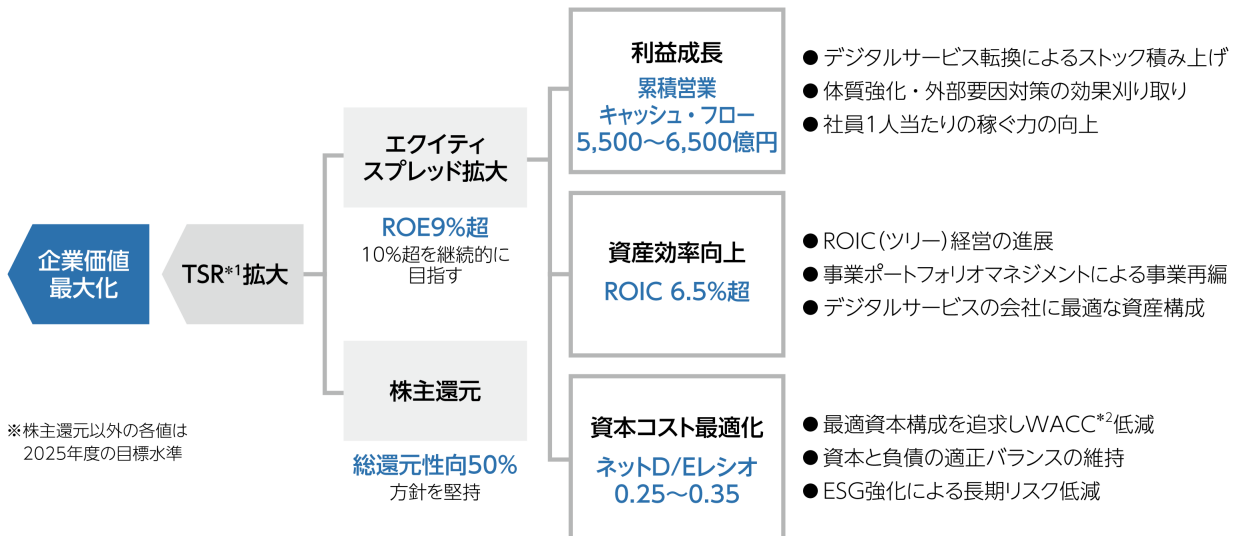 企業価値
最大化
TSR*1拡大
エクイティ
スプレッド拡大
ROE9%超
10%超を継続的に
目指す
株主還元
総還元性向50%
方針を堅持
利益成長
累積営業
キャッシュ・フロー
5,500～6,500億円
● デジタルサービス転換によるストック積み上げ
● 体質強化・外部要因対策の効果刈り取り
● 社員1人当たりの稼ぐ力の向上
資産効率向上
ROIC 6.5%超
● ROIC(ツリー)経営の進展
● 事業ポートフォリオマネジメントによる事業再編
● デジタルサービスの会社に最適な資産構成
資本コスト最適化
ネットD/Eレシオ
0.25～0.35
● 最適資本構成を追求しWACC*2低減
● 資本と負債の適正バランスの維持
● ESG強化による長期リスク低減
※株主還元以外の各値は
2025年度の目標水準